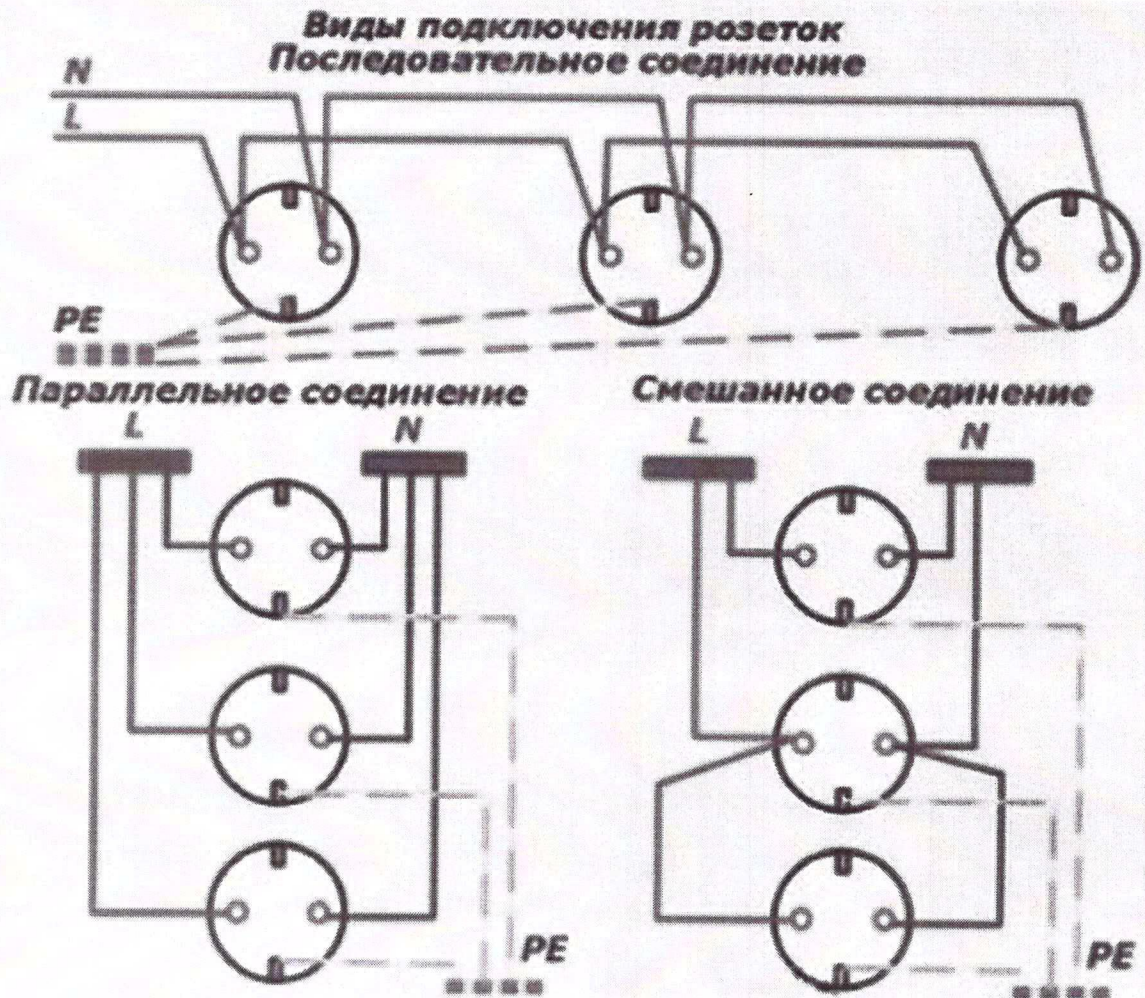 Виды подключения розеток
Последовательное соединение
N
L
PE
Параллельное соединение
L
N
PE
Смешанное соединение
L
N
PE